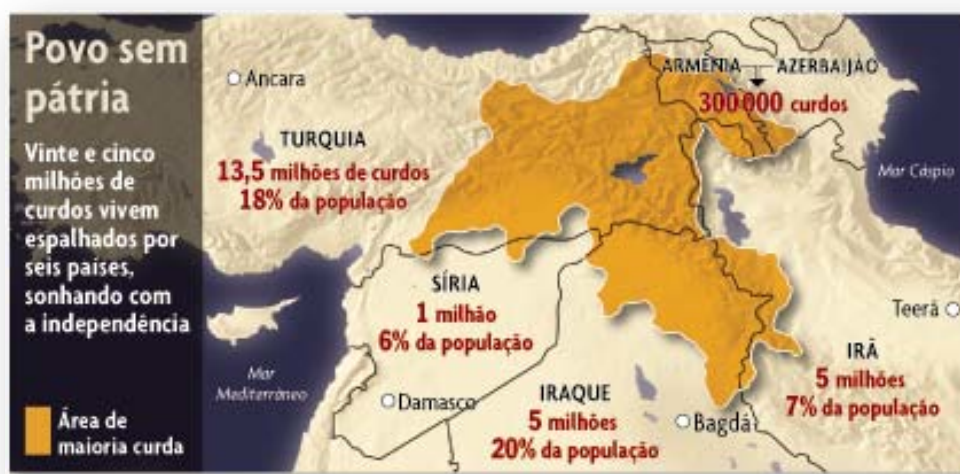 Povo sem
pátria
Vinte e cinco
milhões de
curdos vivem
espalhados por
seis países,
sonhando com
a independência
Área de
maioria curda
Ancara
TURQUIA
13,5 milhões de curdos
18% da população
ARMÊNIA
AZERBAIJÃO
300 000 curdos
Mar Cáspio
SÍRIA
1 milhão
6% da população
Teerã
Mar
Mediterrâneo
Damasco
IRAQUE
5 milhões
20% da população
Bagdá
IRÃ
5 milhões
7% da população